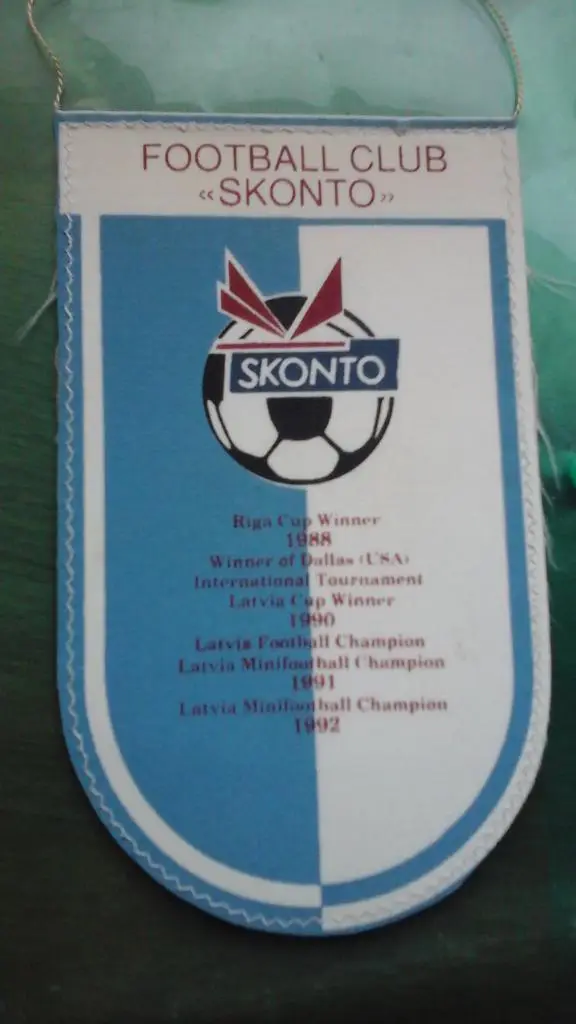 FOOTBALL CLUB
«SKONTO»
SKONTO
Riga Cup Winner
1988
Winner of Dallas (USA)
International Tournament
Latvia Cup Winner
1990
Latvia Football Champion
Latvia Minifootball Champion
1991
Latvia Minifootball Champion
1992